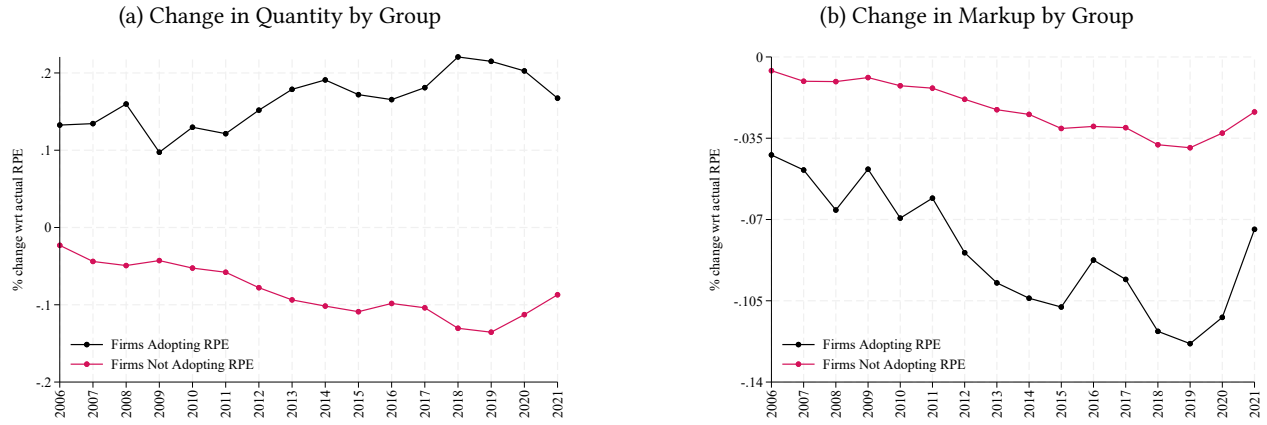 (a) Change in Quantity by Group
% change wrt actual RPE
.2
.1
0
-.1
-.2
Firms Adopting RPE
Firms Not Adopting RPE
2006 2007 2008 2009 2010 2011 2012 2013 2014 2015 2016 2017 2018 2019 2020 2021
(b) Change in Markup by Group
% change wrt actual RPE
0
-.035
-.07
-.105
-.14
Firms Adopting RPE
Firms Not Adopting RPE
2006 2007 2008 2009 2010 2011 2012 2013 2014 2015 2016 2017 2018 2019 2020 2021